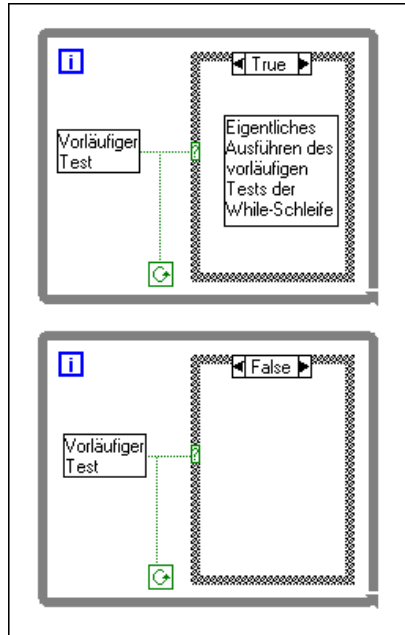 i
True
Vorläufiger
Test
?
Eigentliches
Ausführen des
vorläufigen
Tests der
While-Schleife
i
False
Vorläufiger
Test
?